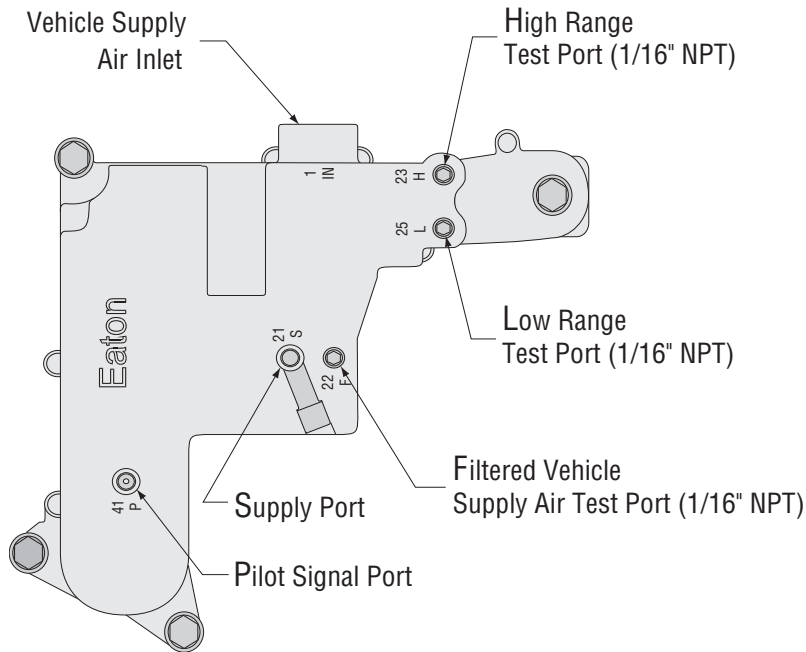 Vehicle Supply
Air Inlet
High Range
Test Port (1/16" NPT)
1
IN
23
H
25
L
Low Range
Test Port (1/16" NPT)
Eaton
21
S
22
F
Filtered Vehicle
Supply Air Test Port (1/16" NPT)
Supply Port
41
P
Pilot Signal Port